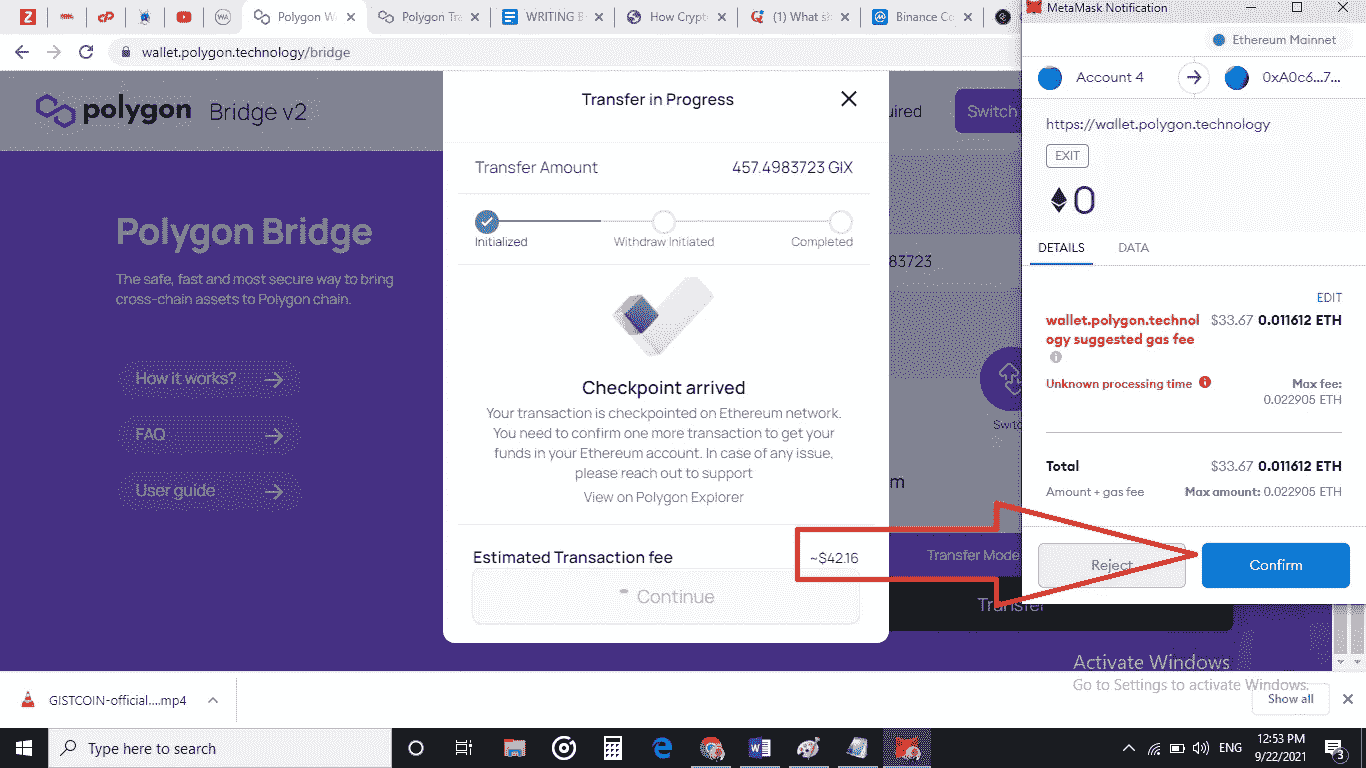 Polygon W
Polygon Tra
WRITING B
How Crypt
(1) What sh
Binance Co
MetaMask Notification
wallet.polygon.technology/bridge
Ethereum Mainnet
Account 4
0xA0c6...7...
polygon Bridge v2
Transfer in Progress
uired
Switch
https://wallet.polygon.technology
EXIT
0
Transfer Amount
457.4983723 GIX
Initialized
Withdraw Initiated
Completed
DETAILS
DATA
Polygon Bridge
The safe, fast and most secure way to bring
cross-chain assets to Polygon chain.
83723
EDIT
wallet.polygon.technol
ogy suggested gas fee
$33.67 0.011612 ETH
Unknown processing time
Max fee:
0.022905 ETH
How it works?
FAQ
User guide
Checkpoint arrived
Your transaction is checkpointed on Ethereum network.
You need to confirm one more transaction to get your
funds in your Ethereum account. In case of any issue,
please reach out to support
View on Polygon Explorer
Switc
m
Total
$33.67 0.011612 ETH
Amount + gas fee
Max amount: 0.022905 ETH
Estimated Transaction fee
~$42.16
Transfer Mode
Reject
Confirm
Continue
Transfer
Activate Windows
Go to Settings to activate Windows.
GISTCOIN-official....mp4
Show all
Type here to search
ENG
12:53 PM
9/22/2021
3